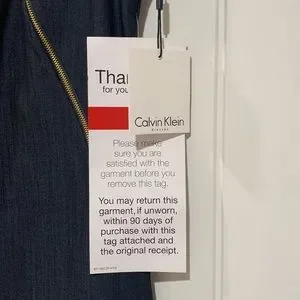 Than
for you
Calvin Klein
Please make
sure you are
satisfied with the
garment before you
remove this tag.
You may return this
garment, if unworn,
within 90 days of
purchase with this
tag attached and
the original receipt.